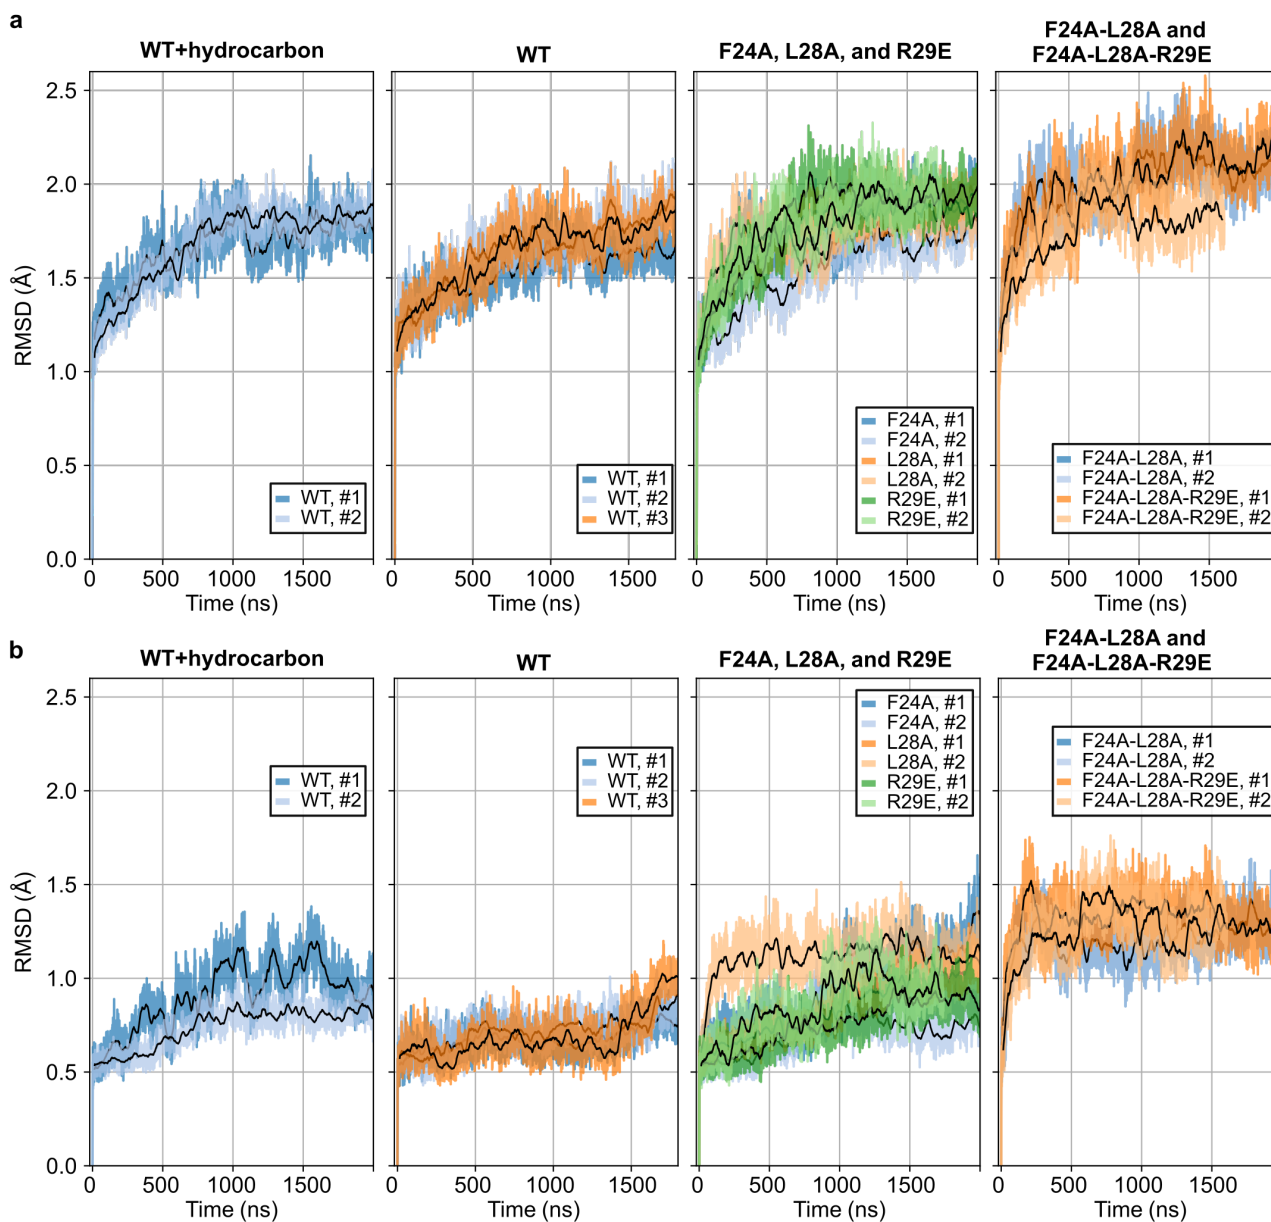 a
WT+hydrocarbon
WT
F24A, L28A, and R29E
F24A-L28A and
F24A-L28A-R29E
RMSD (Å)
2.5
2.0
1.5
1.0
0.5
0.0
WT, #1
WT, #2
WT, #1
WT, #2
WT, #3
F24A, #1
F24A, #2
L28A, #1
L28A, #2
R29E, #1
R29E, #2
F24A-L28A, #1
F24A-L28A, #2
F24A-L28A-R29E, #1
F24A-L28A-R29E, #2
0 500 1000 1500
0 500 1000 1500
0 500 1000 1500
0 500 1000 1500
Time (ns)
Time (ns)
Time (ns)
Time (ns)
b
WT+hydrocarbon
WT
F24A, L28A, and R29E
F24A-L28A and
F24A-L28A-R29E
RMSD (Å)
2.5
2.0
1.5
1.0
0.5
0.0
WT, #1
WT, #2
WT, #1
WT, #2
WT, #3
F24A, #1
F24A, #2
L28A, #1
L28A, #2
R29E, #1
R29E, #2
F24A-L28A, #1
F24A-L28A, #2
F24A-L28A-R29E, #1
F24A-L28A-R29E, #2
0 500 1000 1500
0 500 1000 1500
0 500 1000 1500
0 500 1000 1500
Time (ns)
Time (ns)
Time (ns)
Time (ns)